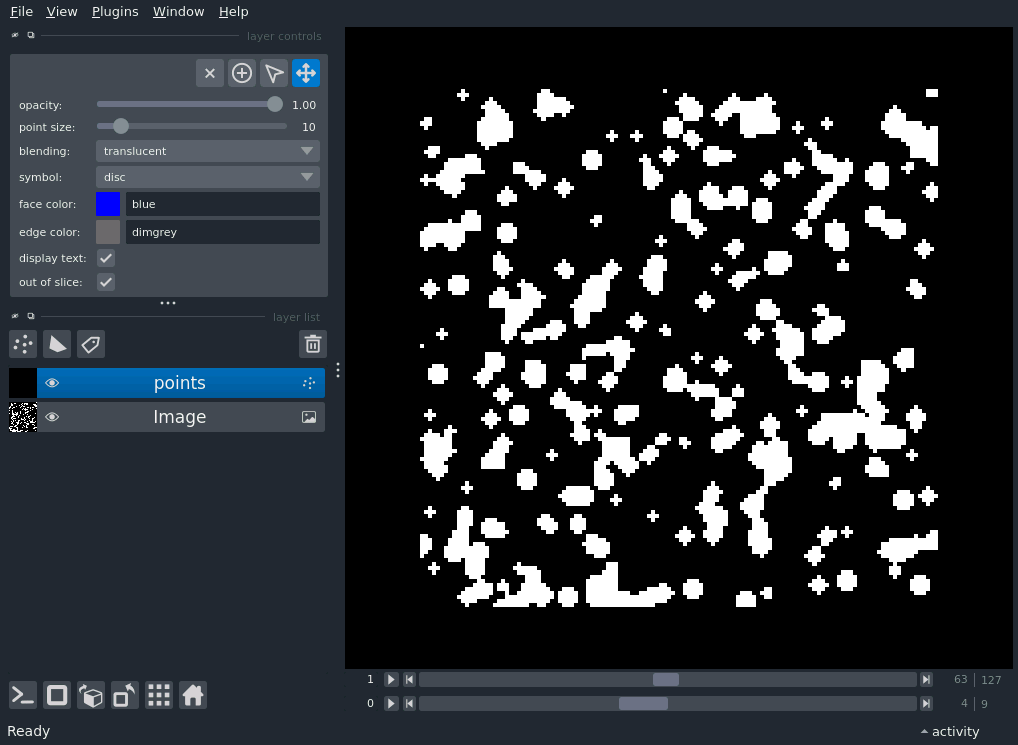 File View Plugins Window Help
layer controls
opacity: 1.00
point size: 10
blending: translucent
symbol: disc
face color: blue
edge color: dimgrey
display text:
out of slice:
layer list
points
Image
1 63 127
0 4 9
Ready activity